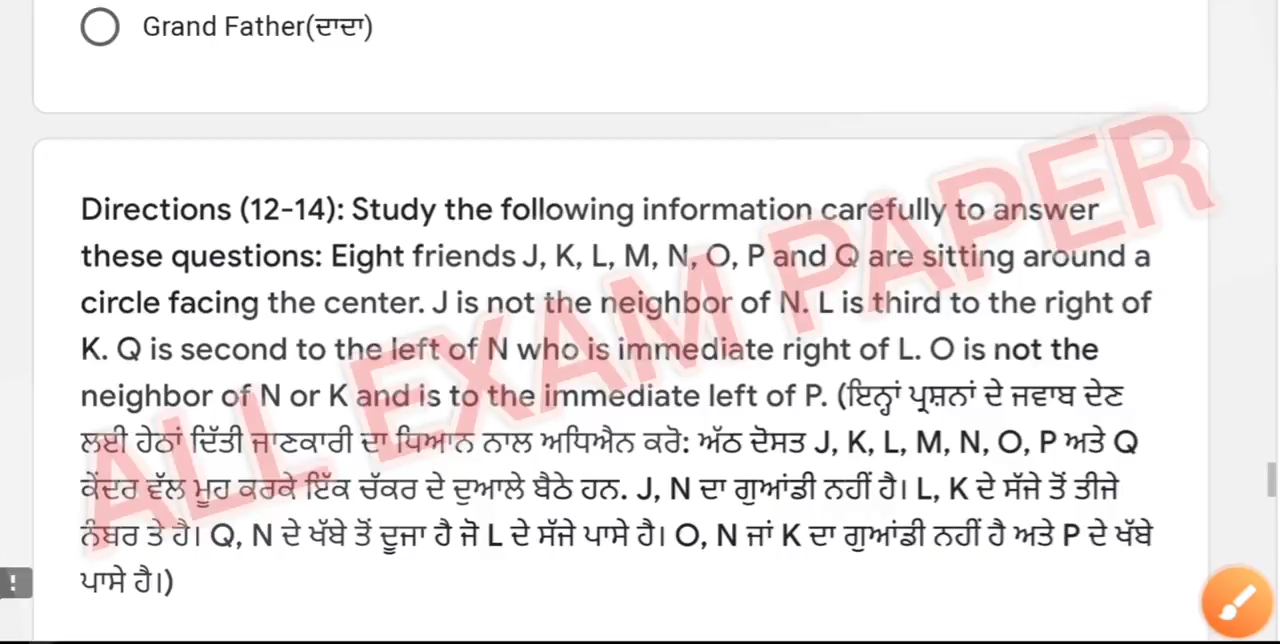 Grand Father(ਦਾਦਾ)
Directions (12-14): Study the following information carefully to answer
these questions: Eight friends J, K, L, M, N, O, P and Q are sitting around a
circle facing the center. J is not the neighbor of N. L is third to the right of
K. Q is second to the left of N who is immediate right of L. O is not the
neighbor of N or K and is to the immediate left of P. (ਇਨ੍ਹਾਂ ਪ੍ਰਸ਼ਨਾਂ ਦੇ ਜਵਾਬ ਦੇਣ
ਲਈ ਹੇਠਾਂ ਦਿੱਤੀ ਜਾਣਕਾਰੀ ਦਾ ਧਿਆਨ ਨਾਲ ਅਧਿਐਨ ਕਰੋ: ਅੱਠ ਦੋਸਤ J, K, L, M, N, O, P ਅਤੇ Q
ਕੇਂਦਰ ਵੱਲ ਮੂਹ ਕਰਕੇ ਇੱਕ ਚੱਕਰ ਦੇ ਦੁਆਲੇ ਬੈਠੇ ਹਨ. J, N ਦਾ ਗੁਆਂਡੀ ਨਹੀਂ ਹੈ। L, K ਦੇ ਸੱਜੇ ਤੋਂ ਤੀਜੇ
ਨੰਬਰ ਤੇ ਹੈ। Q, N ਦੇ ਖੱਬੇ ਤੋਂ ਦੂਜਾ ਹੈ ਜੋ L ਦੇ ਸੱਜੇ ਪਾਸੇ ਹੈ। O, N ਜਾਂ K ਦਾ ਗੁਆਂਡੀ ਨਹੀਂ ਹੈ ਅਤੇ P ਦੇ ਖੱਬੇ
ਪਾਸੇ ਹੈ।)
ALL EXAM PAPER